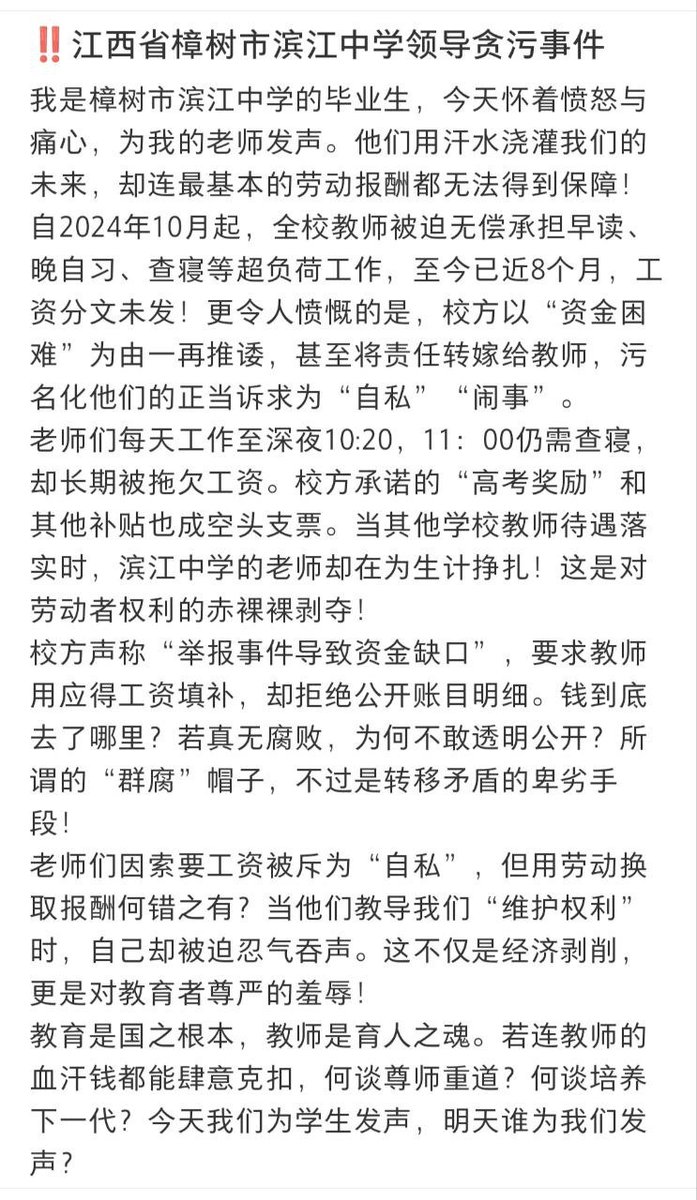 ‼️江西省樟树市滨江中学领导贪污事件
我是樟树市滨江中学的毕业生，今天怀着愤怒与
痛心，为我的老师发声。他们用汗水浇灌我们的
未来，却连最基本的劳动报酬都无法得到保障！
自2024年10月起，全校教师被迫无偿承担早读、
晚自习、查寝等超负荷工作，至今已近8个月，工
资分文未发！更令人愤慨的是，校方以“资金困
难”为由一再推诿，甚至将责任转嫁给教师，污
名化他们的正当诉求为“自私”“闹事”。
老师们每天工作至深夜10:20，11：00仍需查寝，
却长期被拖欠工资。校方承诺的“高考奖励”和
其他补贴也成空头支票。当其他学校教师待遇落
实时，滨江中学的老师却在为生计挣扎！这是对
劳动者权利的赤裸裸剥夺！
校方声称“举报事件导致资金缺口”，要求教师
用应得工资填补，却拒绝公开账目明细。钱到底
去了哪里？若真无腐败，为何不敢透明公开？所
谓的“群腐”帽子，不过是转移矛盾的卑劣手
段！
老师们因索要工资被斥为“自私”，但用劳动换
取报酬何错之有？当他们教导我们“维护权利”
时，自己却被迫忍气吞声。这不仅是经济剥削，
更是对教育者尊严的羞辱！
教育是国之根本，教师是育人之魂。若连教师的
血汗钱都能肆意克扣，何谈尊师重道？何谈培养
下一代？今天我们为学生发声，明天谁为我们发
声？